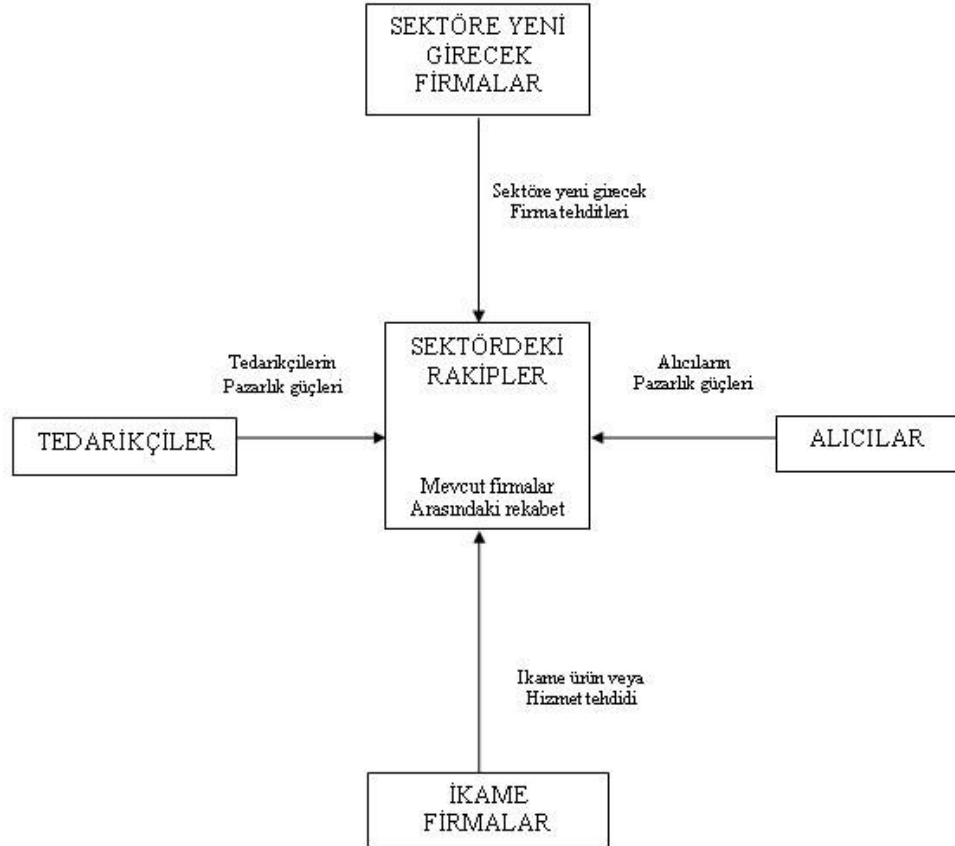 SEKTÖRE YENİ
GİRECEK
FİRMALAR
Sektöre yeni girecek
Firma tehditleri
SEKTÖRDEKİ
RAKİPLER
Tedarikçilerin
Pazarlık güçleri
Alıcıların
Pazarlık güçleri
TEDARİKÇİLER
ALICILAR
Mevcut firmalar
Arasındaki rekabet
Ikame ürün veya
Hizmet tehdidi
İKAME
FİRMALAR